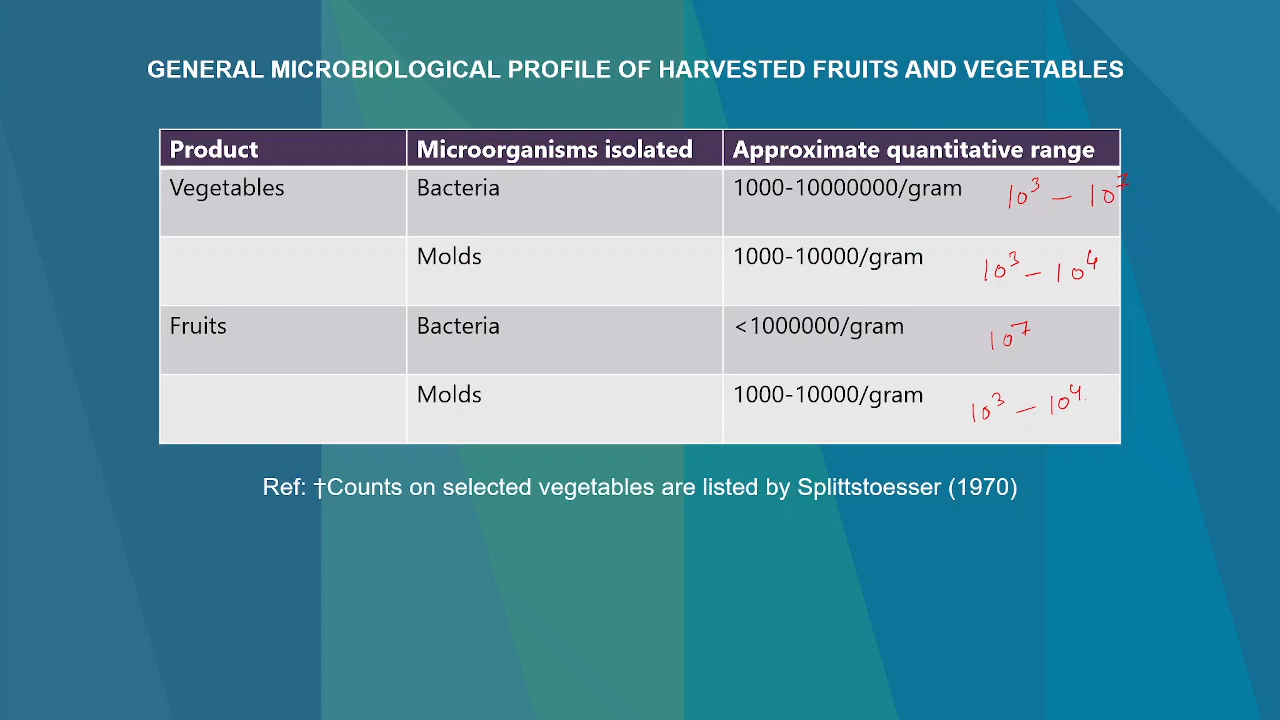 GENERAL MICROBIOLOGICAL PROFILE OF HARVESTED FRUITS AND VEGETABLES
Product Microorganisms isolated Approximate quantitative range
Vegetables Bacteria 1000-10000000/gram 10³ – 10⁷
Molds 1000-10000/gram 10³ – 10⁴
Fruits Bacteria <1000000/gram 10⁷
Molds 1000-10000/gram 10³ – 10⁴
Ref: †Counts on selected vegetables are listed by Splittstoesser (1970)